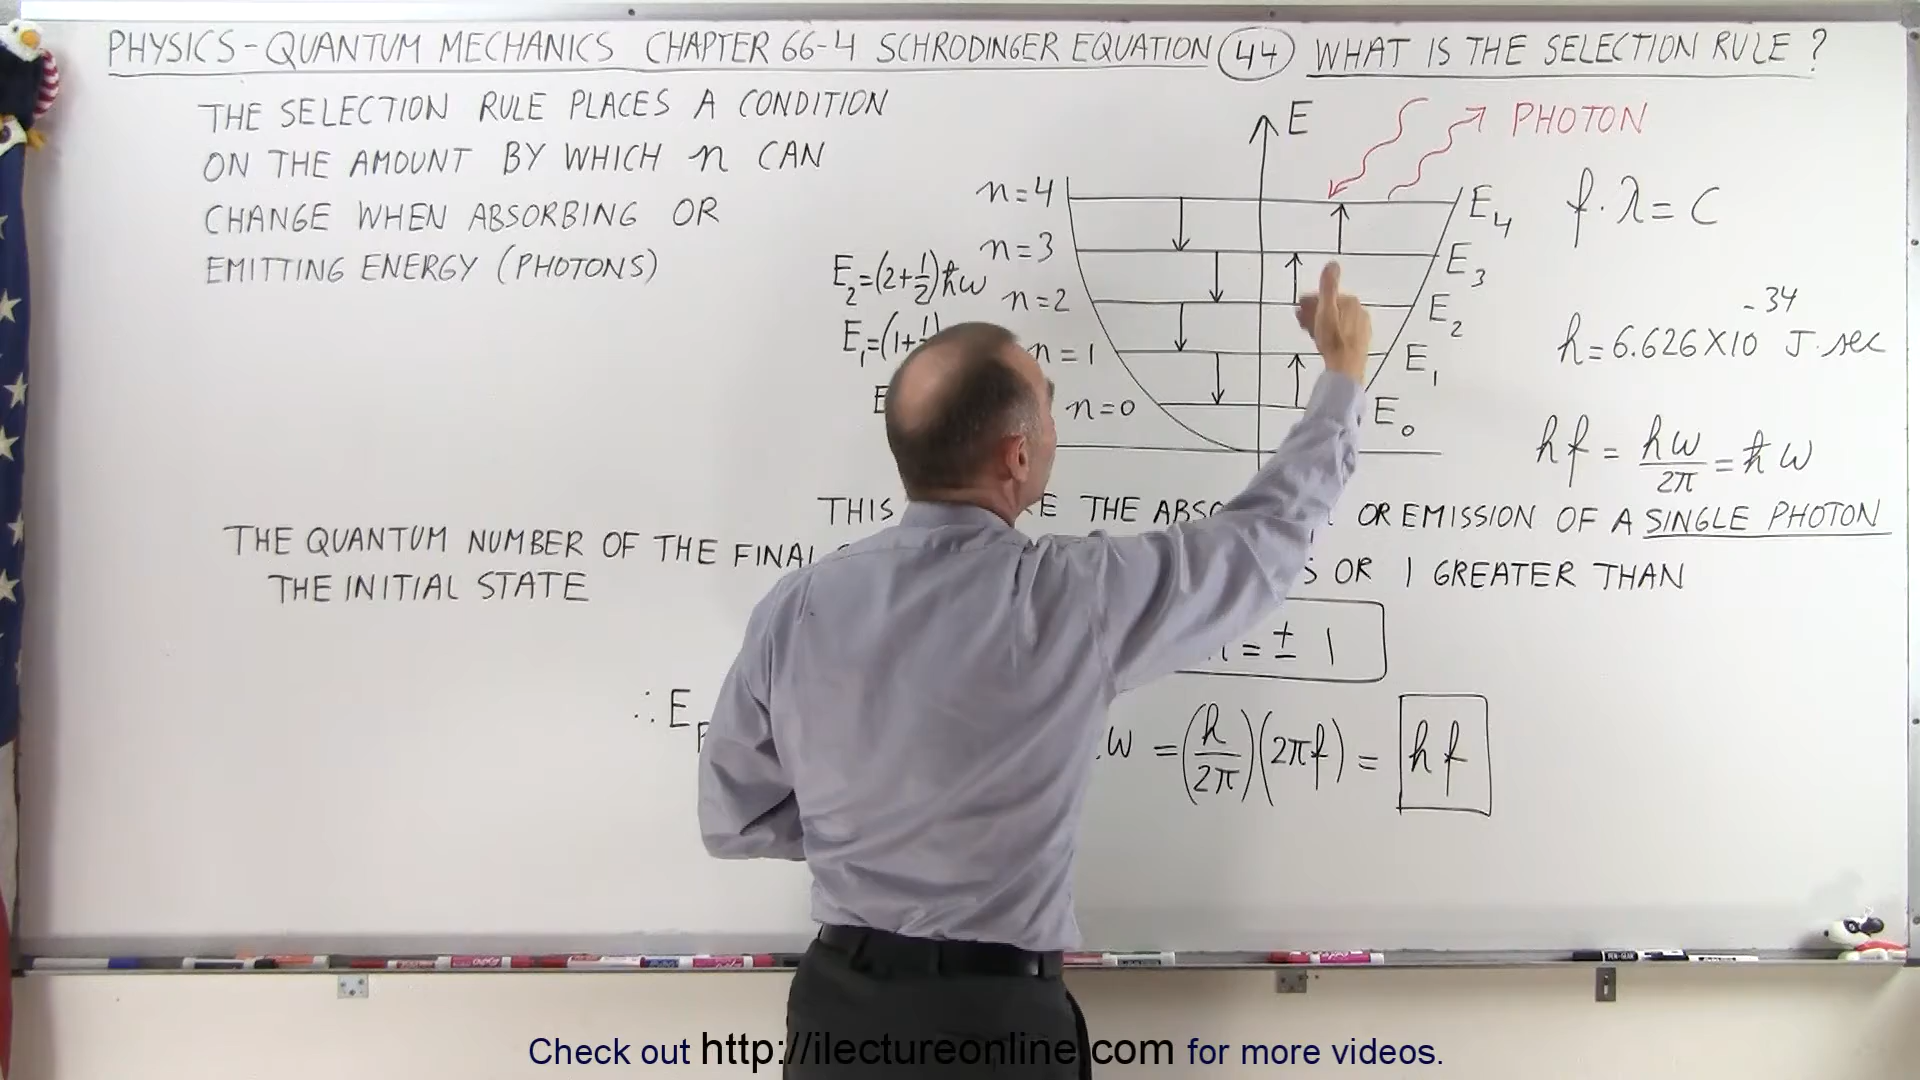 PHYSICS - QUANTUM MECHANICS CHAPTER 66-4 SCHRODINGER EQUATION 44 WHAT IS THE SELECTION RULE?
THE SELECTION RULE PLACES A CONDITION
ON THE AMOUNT BY WHICH n CAN
CHANGE WHEN ABSORBING OR
EMITTING ENERGY (PHOTONS)
E
PHOTON
n=4
E₄
n=3
E₃
n=2
E₂
n=1
E₁
n=0
E₀
E₂=(2+1/2)ħω
E₁=(1+
E
f·λ=C
h=6.626×10⁻³⁴ J·sec
hf = hω/2π = ħω
THIS THE OR EMISSION OF A SINGLE PHOTON
THE QUANTUM NUMBER OF THE FINAL OR 1 GREATER THAN
THE INITIAL STATE
= ± 1
∴ E ω = (h/2π)(2πf) = hf
Check out http://ilectureonline.com for more videos.